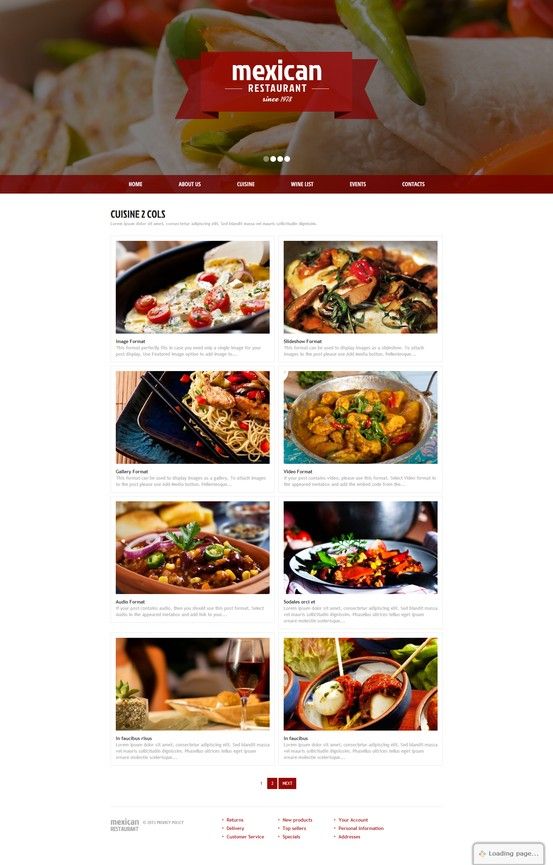 mexican
RESTAURANT
since 1978
HOME ABOUT US CUISINE WINE LIST EVENTS CONTACTS
CUISINE 2 COLS
Lorem ipsum dolor sit amet, consectetur adipiscing elit. Sed blandit massa vel mauris sollicitudin dignissim.
Image Format
This format perfectly fits in case you need only a single image for your
post display. Use Featured image option to add image to...
Slideshow Format
This format can be used to display images as a slideshow. To attach
images to the post please use Add Media button. Pellentesque...
Gallery Format
This format can be used to display images as a gallery. To attach images
to the post please use Add Media button. Pellentesque...
Video Format
If your post contains video, please use this format. Select Video format in
the appeared metabox and add the embed code from the...
Audio Format
If your post contains audio, then you should use this post format. Select
Audio in the appeared metabox and add link to your...
Sodales orci et
Lorem ipsum dolor sit amet, consectetur adipiscing elit. Sed blandit massa
vel mauris sollicitudin dignissim. Phasellus ultrices tellus eget ipsum
ornare molestie scelerisque...
In faucibus risus
Lorem ipsum dolor sit amet, consectetur adipiscing elit. Sed blandit massa
vel mauris sollicitudin dignissim. Phasellus ultrices tellus eget ipsum
ornare molestie scelerisque...
In faucibus
Lorem ipsum dolor sit amet, consectetur adipiscing elit. Sed blandit massa
vel mauris sollicitudin dignissim. Phasellus ultrices tellus eget ipsum
ornare molestie scelerisque...
1 2 NEXT
mexican
RESTAURANT
© 2013 PRIVACY POLICY
Returns
Delivery
Customer Service
New products
Top sellers
Specials
Your Account
Personal information
Addresses
Loading page...